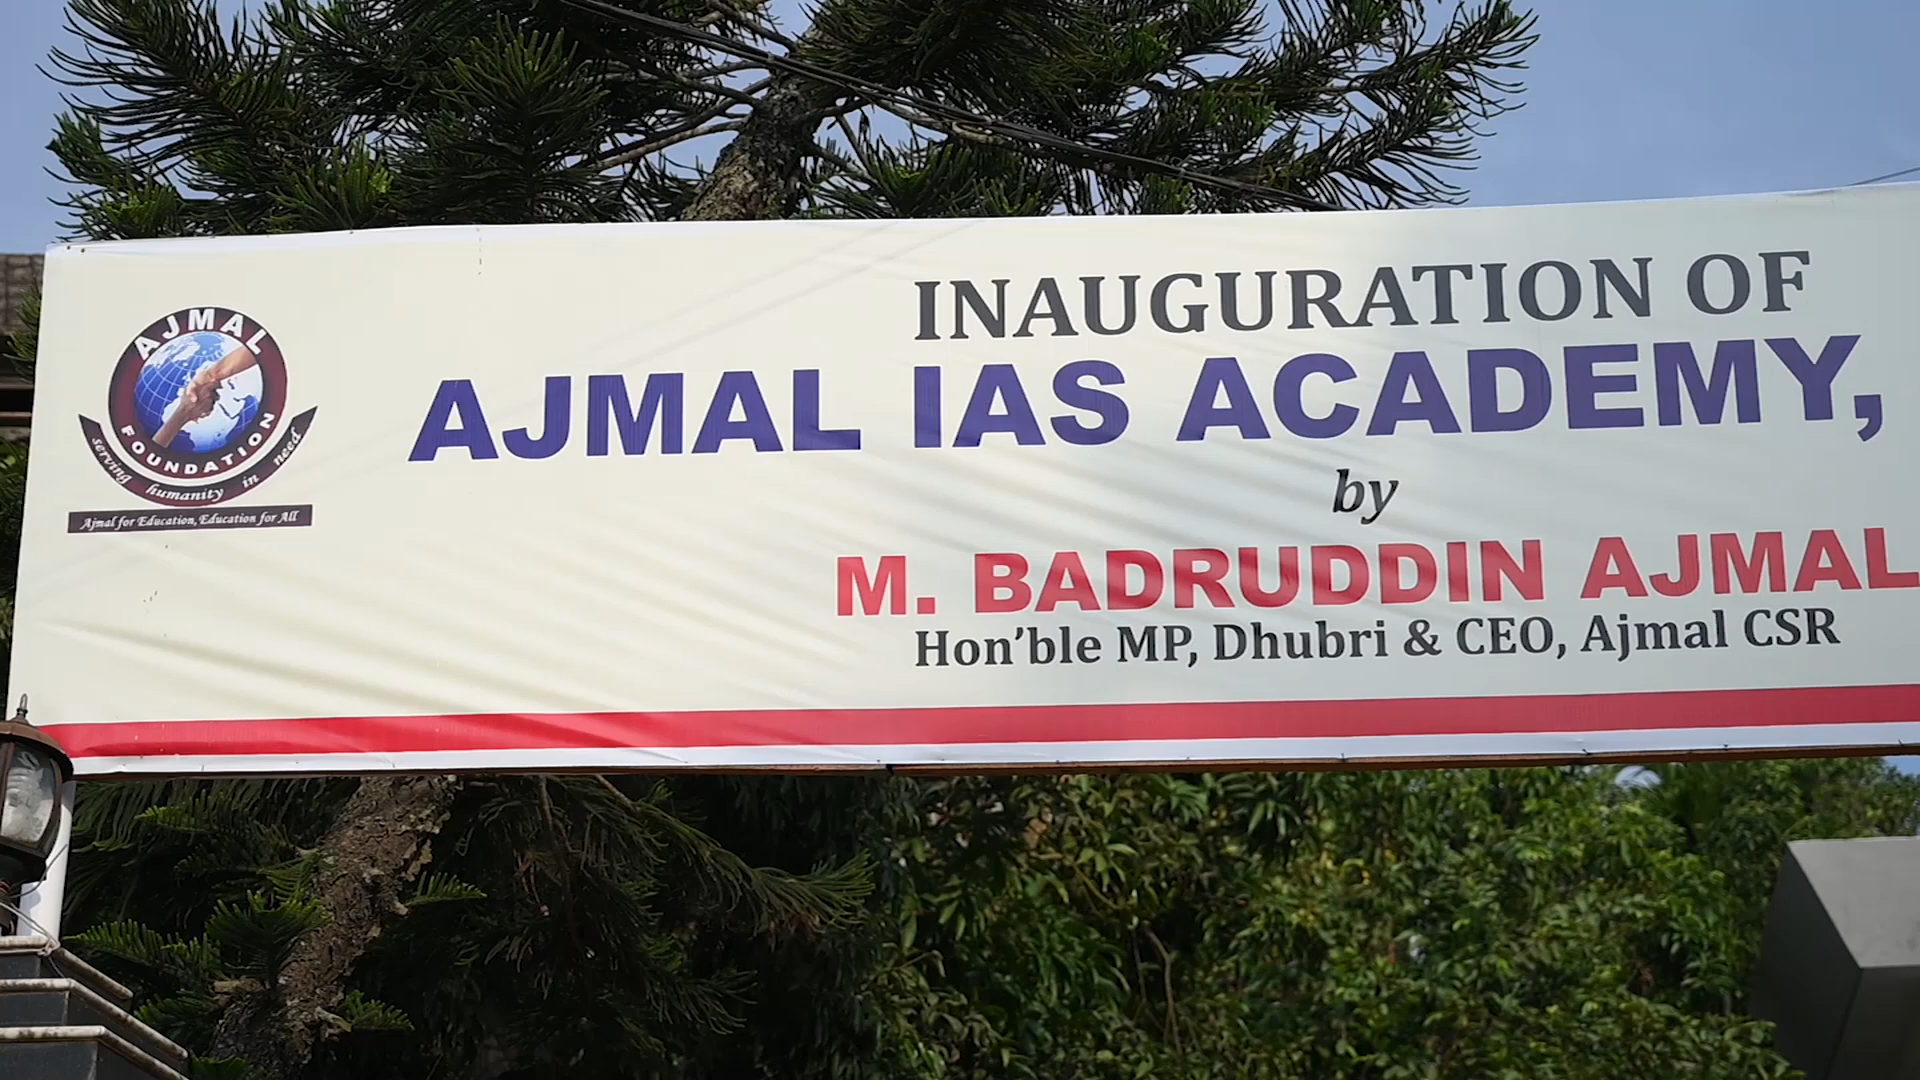 AJMAL
FOUNDATION
serving humanity in need
Ajmal for Education, Education for All
INAUGURATION OF
AJMAL IAS ACADEMY,
by
M. BADRUDDIN AJMAL
Hon'ble MP, Dhubri & CEO, Ajmal CSR